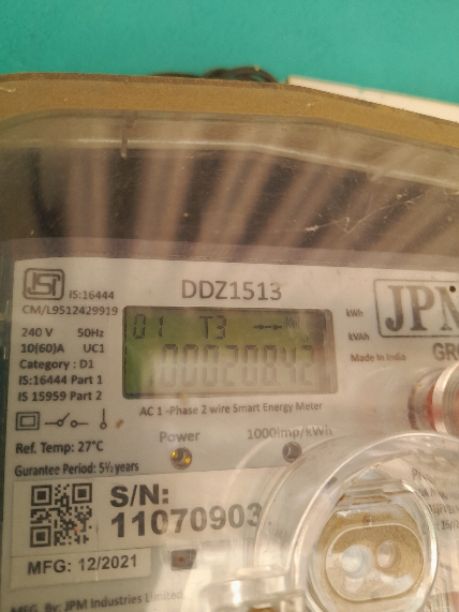 ISI IS:16444
CM/L9512429919
DDZ1513
240 V 50Hz
10(60)A UC1
Category : D1
IS:16444 Part 1
IS 15959 Part 2
01 T3
00020842
kWh
kVAh
JPM
Made In India
GRO
AC 1 -Phase 2 wire Smart Energy Meter
Ref. Temp: 27°C
Power 1000imp/kWh
Gurantee Period: 5½ years
S/N:
11070903
MFG: 12/2021
MFG. By: JPM Industries Limited